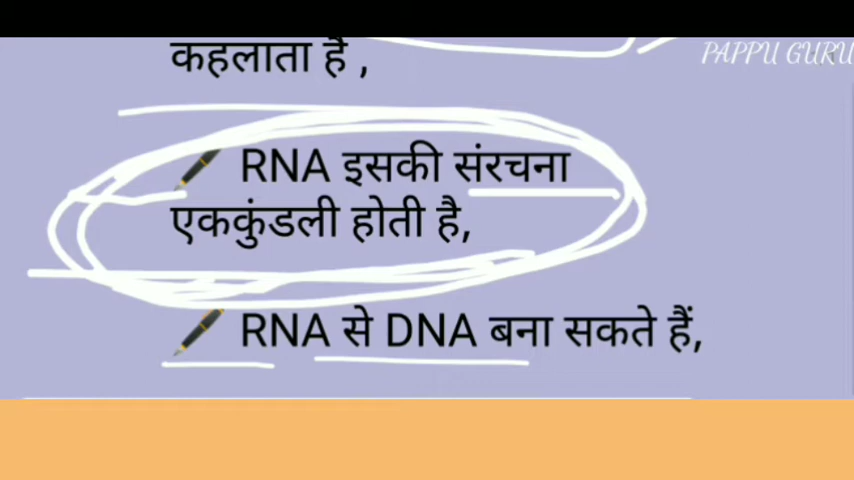 कहलाता है ,
PAPPU GURU
RNA इसकी संरचना
एककुंडली होती है,
RNA से DNA बना सकते हैं,